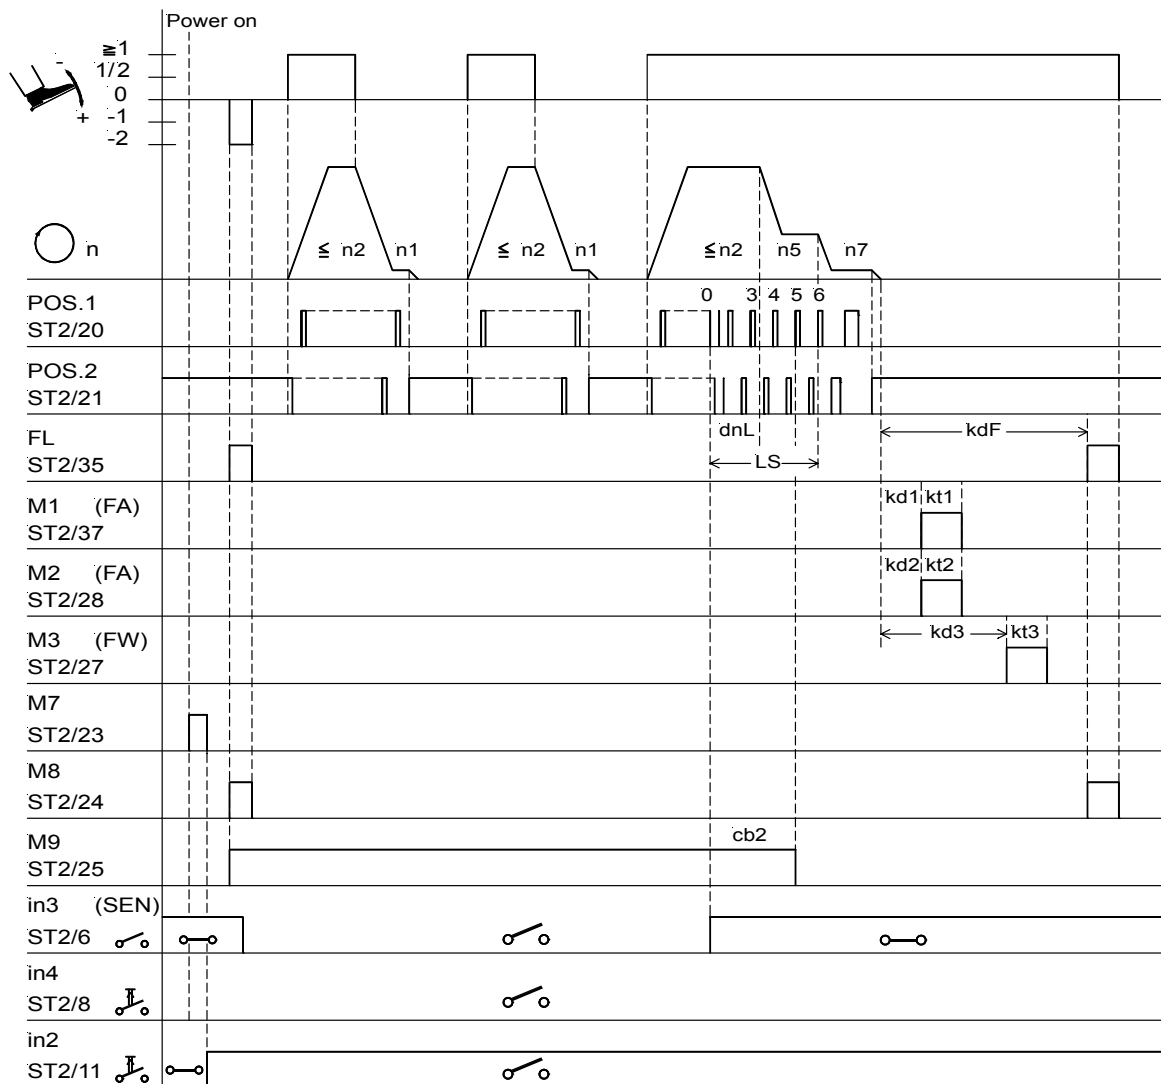 Power on
≧1
1/2
-
0
+ -1
-2
n
≦ n2 n1 ≦ n2 n1 ≦ n2 n5 n7
POS.1 0 3 4 5 6
ST2/20
POS.2
ST2/21
FL dnL kdF
ST2/35 LS
M1 (FA) kd1 kt1
ST2/37
M2 (FA) kd2 kt2
ST2/28
M3 (FW) kd3 kt3
ST2/27
M7
ST2/23
M8
ST2/24
M9 cb2
ST2/25
in3 (SEN)
ST2/6
in4
ST2/8
in2
ST2/11